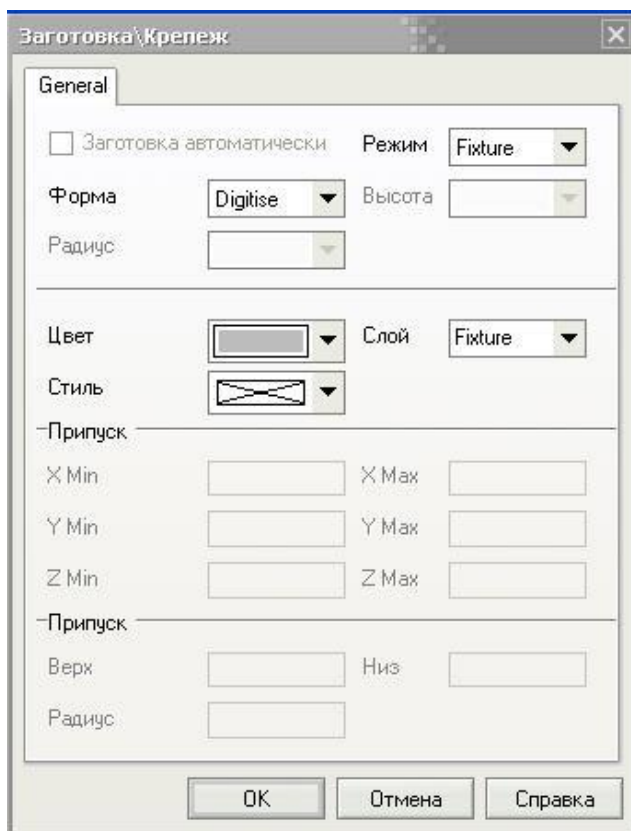 Заготовка\Крепеж
General
Заготовка автоматически Режим Fixture
Форма Digitise Высота
Радиус
Цвет Слой Fixture
Стиль
Припуск
X Min X Max
Y Min Y Max
Z Min Z Max
Припуск
Верх Низ
Радиус
OK Отмена Справка